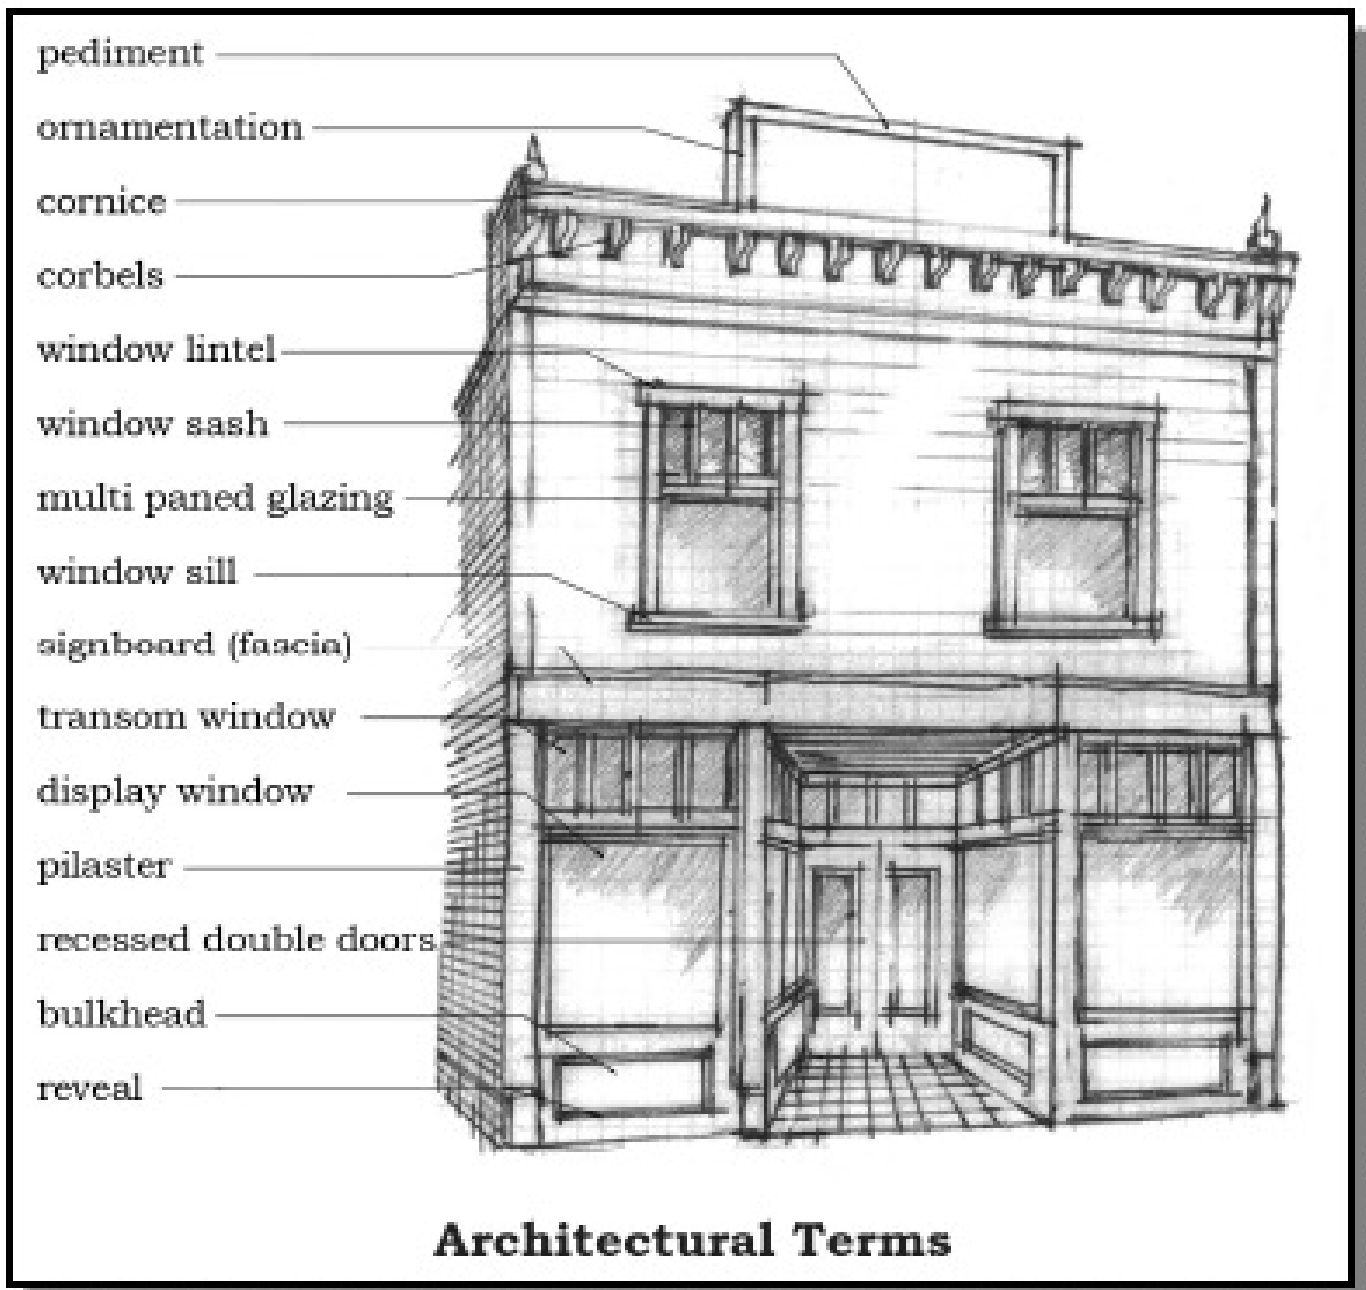 pediment
ornamentation
cornice
corbels
window lintel
window sash
multi paned glazing
window sill
signboard (fascia)
transom window
display window
pilaster
recessed double doors
bulkhead
reveal
Architectural Terms